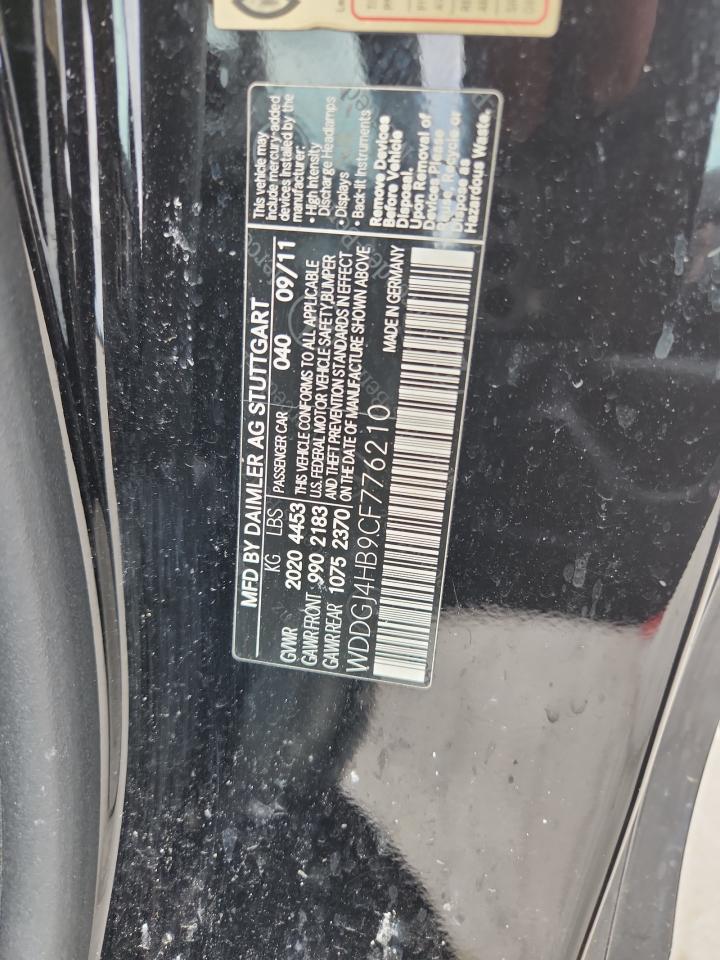 MFD BY DAIMLER AG STUTTGART
KG LBS PASSENGER CAR 040 09/11
GVWR 2020 4453
GAWR FRONT 990 2183
GAWR REAR 1075 2370
THIS VEHICLE CONFORMS TO ALL APPLICABLE
U.S. FEDERAL MOTOR VEHICLE SAFETY, BUMPER
AND THEFT PREVENTION STANDARDS IN EFFECT
ON THE DATE OF MANUFACTURE SHOWN ABOVE
WDDGJ4HB9CF776210
MADE IN GERMANY
This vehicle may
include mercury-added
devices installed by the
manufacturer:
• High Intensity
Discharge Headlamps
• Displays
• Back-lit Instruments
Remove Devices
Before Vehicle
Disposal.
Upon Removal of
Devices Please
Reuse, Recycle or
Dispose as
Hazardous Waste.